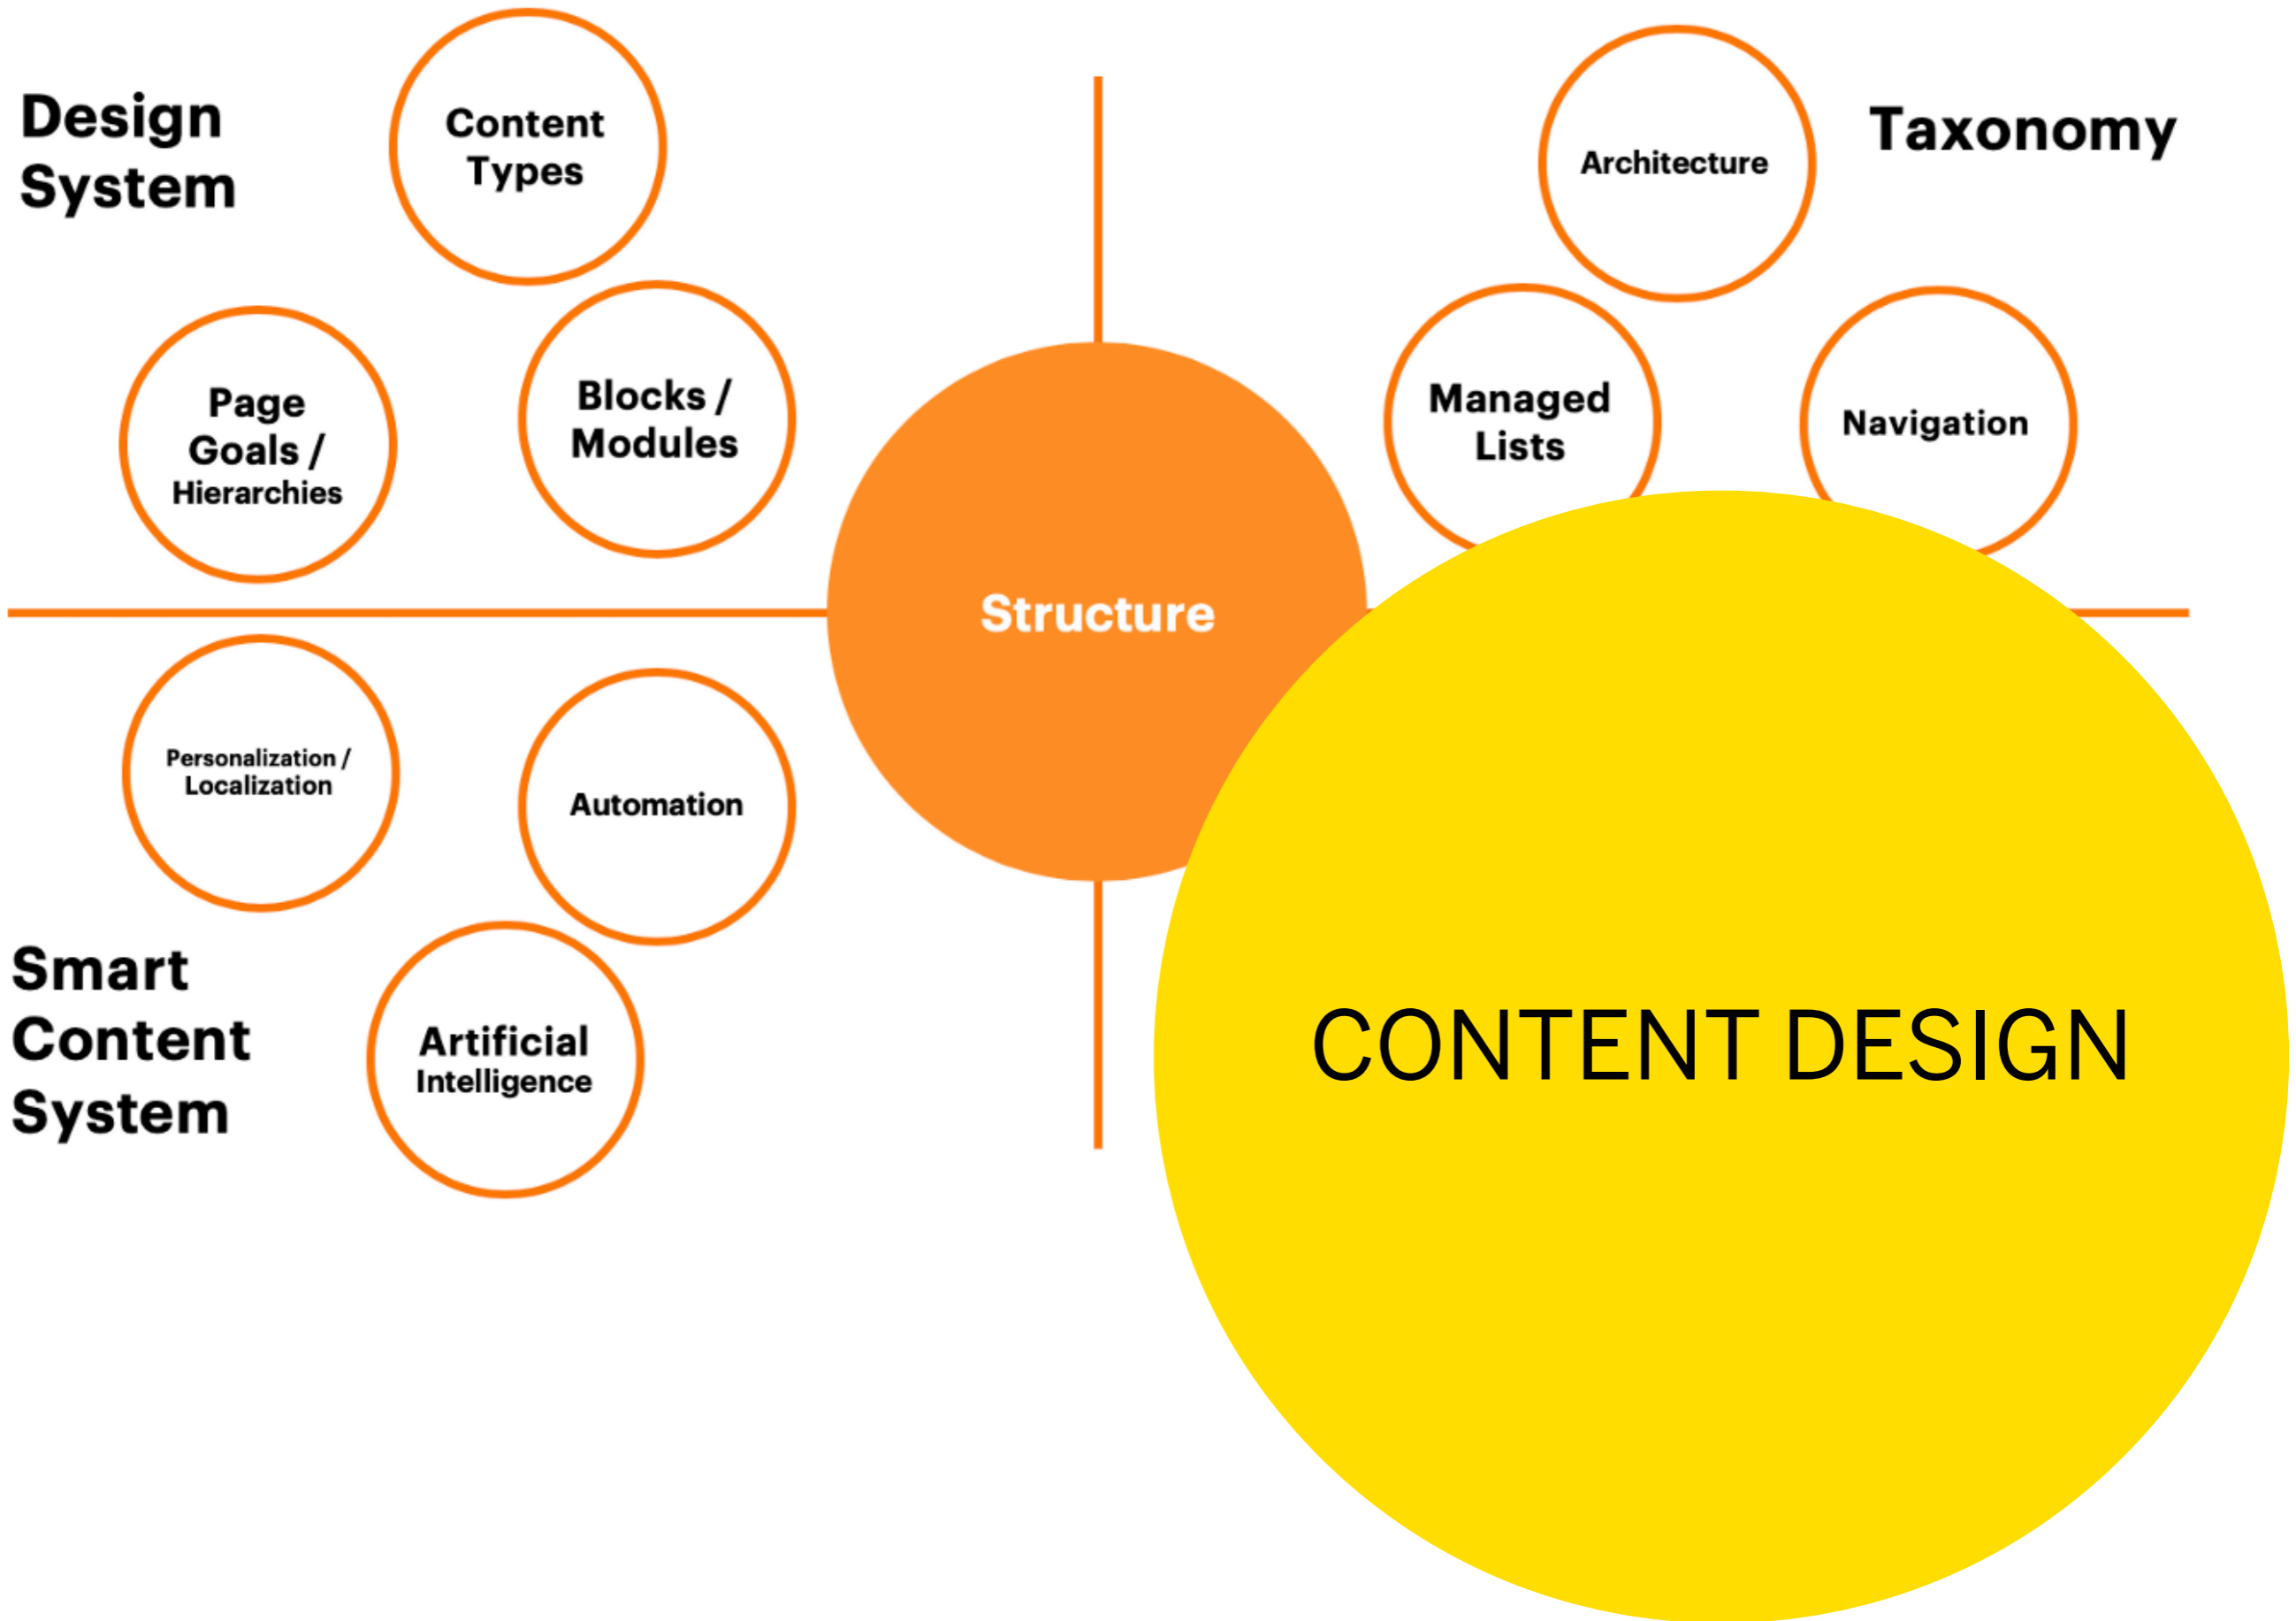 Design
System
Content
Types
Page
Goals /
Hierarchies
Blocks /
Modules
Structure
Architecture
Taxonomy
Managed
Lists
Navigation
Personalization /
Localization
Automation
Smart
Content
System
Artificial
Intelligence
CONTENT DESIGN